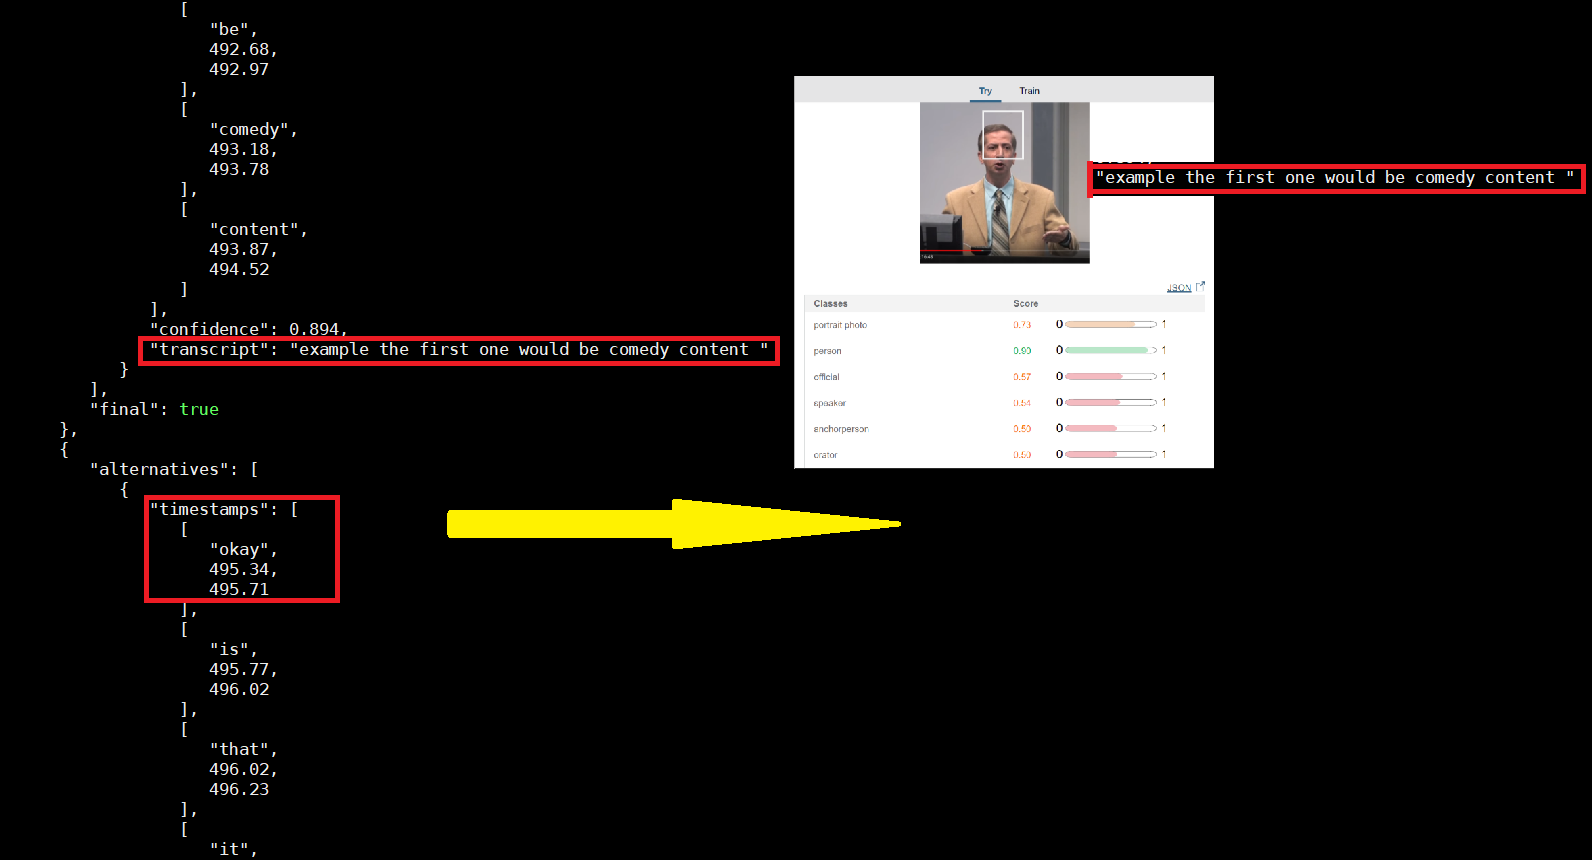 [
"be",
492.68,
492.97
],
[
"comedy",
493.18,
493.78
],
[
"content",
493.87,
494.52
]
],
"confidence": 0.894,
"transcript": "example the first one would be comedy content "
}
],
"final": true
},
{
"alternatives": [
{
"timestamps": [
[
"okay",
495.34,
495.71
],
[
"is",
495.77,
496.02
],
[
"that",
496.02,
496.23
],
[
"it",
Try Train
"example the first one would be comedy content "
JSON
Classes Score
portrait photo 0.73 0 1
person 0.90 0 1
official 0.57 0 1
speaker 0.54 0 1
anchorperson 0.50 0 1
orator 0.50 0 1